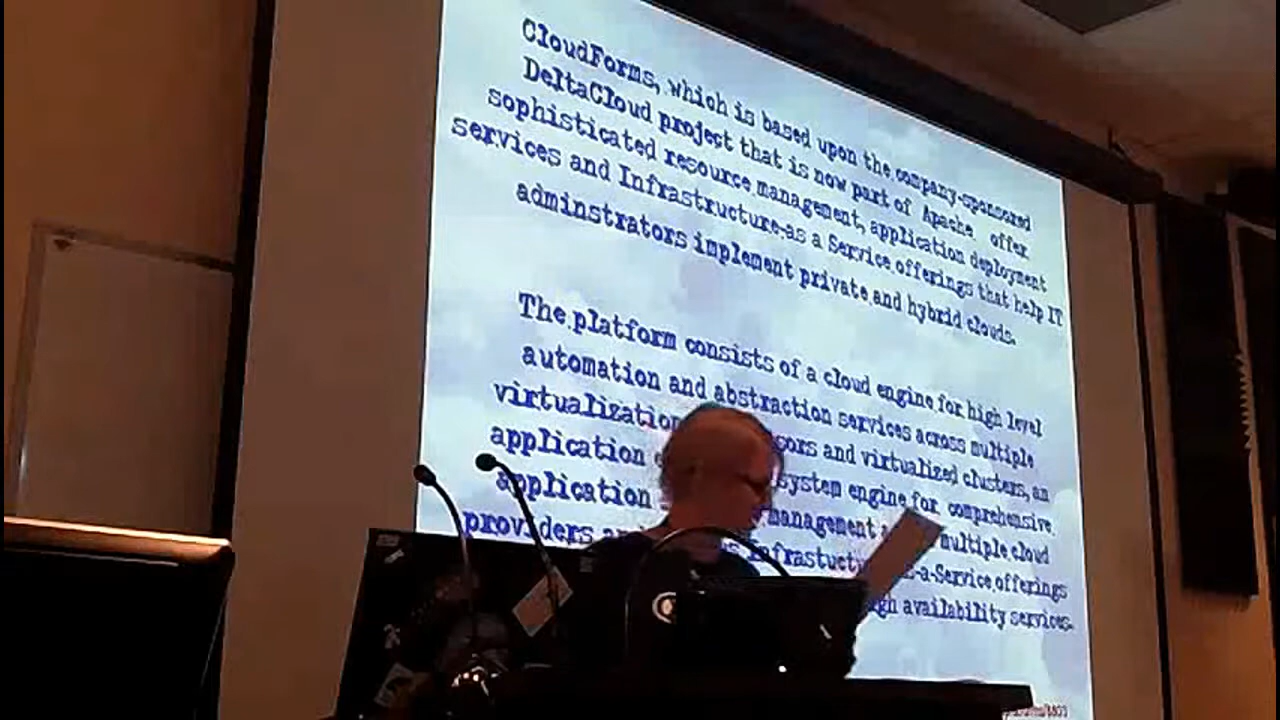 CloudForms, which is based upon the company-sponsored
DeltaCloud project that is now part of Apache offer
sophisticated resource management, application deployment
services and Infrastructure-as a Service offerings that help IT
adminstrators implement private and hybrid clouds.
The platform consists of a cloud engine for high level
automation and abstraction services across multiple
virtualization and virtualized clusters, an
application system engine for comprehensive
application management multiple cloud
providers infrastuctu -a-Service offerings
availability services.